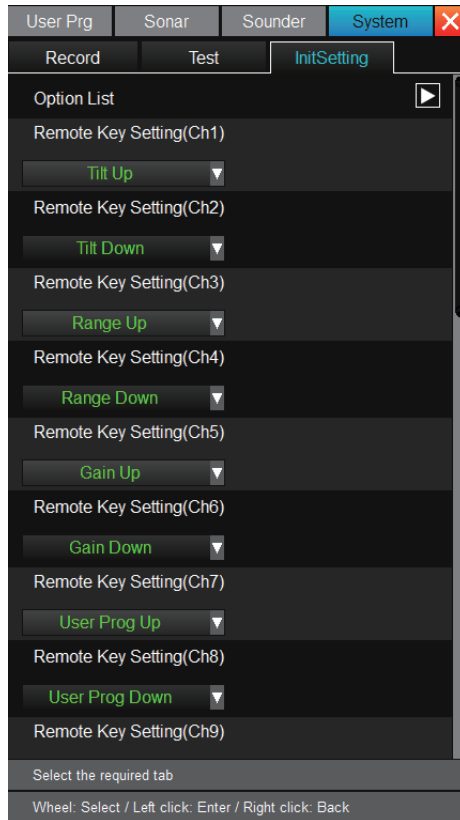 User Prg Sonar Sounder System
Record Test InitSetting
Option List
Remote Key Setting(Ch1)
Tilt Up
Remote Key Setting(Ch2)
Tilt Down
Remote Key Setting(Ch3)
Range Up
Remote Key Setting(Ch4)
Range Down
Remote Key Setting(Ch5)
Gain Up
Remote Key Setting(Ch6)
Gain Down
Remote Key Setting(Ch7)
User Prog Up
Remote Key Setting(Ch8)
User Prog Down
Remote Key Setting(Ch9)
Select the required tab
Wheel: Select / Left click: Enter / Right click: Back